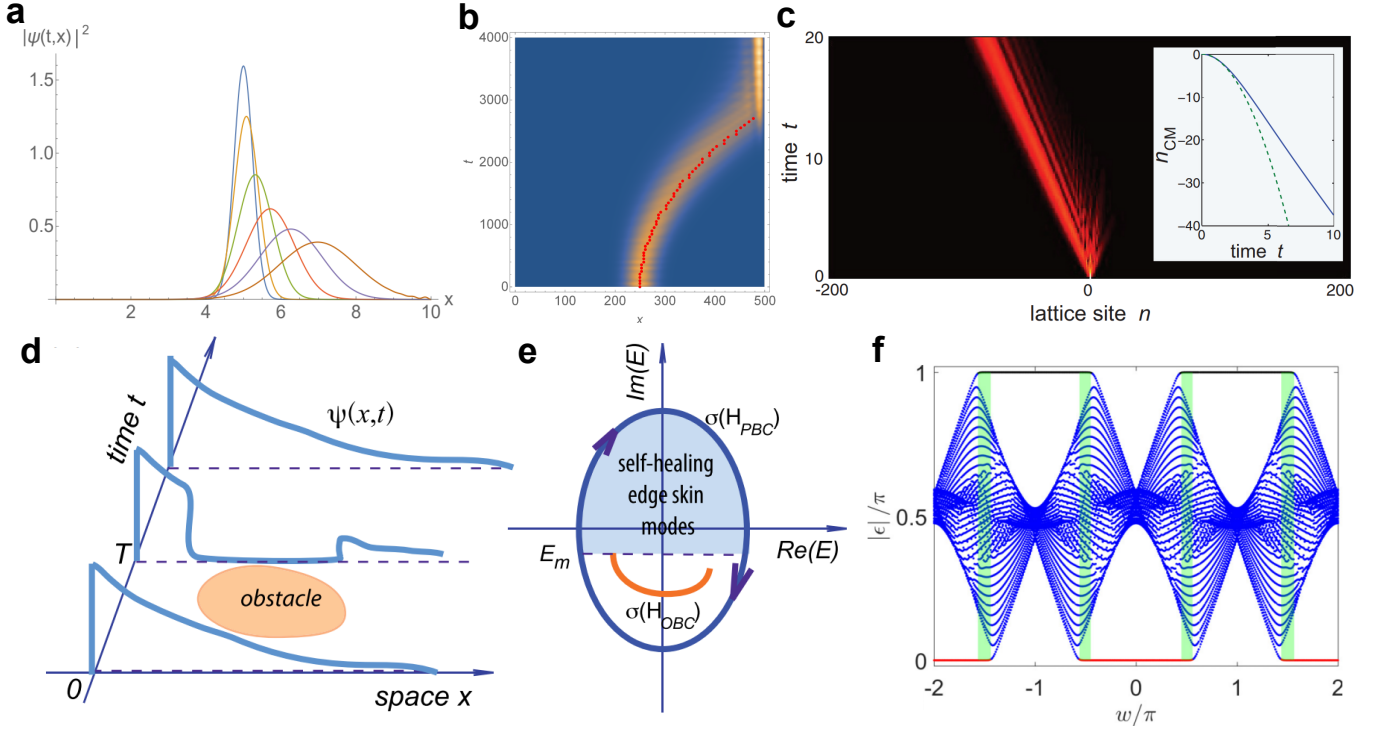 a
|ψ(t,x)|²
1.5
1.0
0.5
2 4 6 8 10
x
b
4000
3000
2000
1000
0
t
0 100 200 300 400 500
x
c
20
10
0
time t
-200 0 200
lattice site n
0
−10
−20
−30
−40
n_CM
0 5 10
time t
d
time t
ψ(x,t)
T
obstacle
0
space x
e
Im(E)
σ(H_PBC)
self-healing
edge skin
modes
E_m
Re(E)
σ(H_OBC)
f
1
0.5
0
|ϵ|/π
-2 -1 0 1 2
w/π